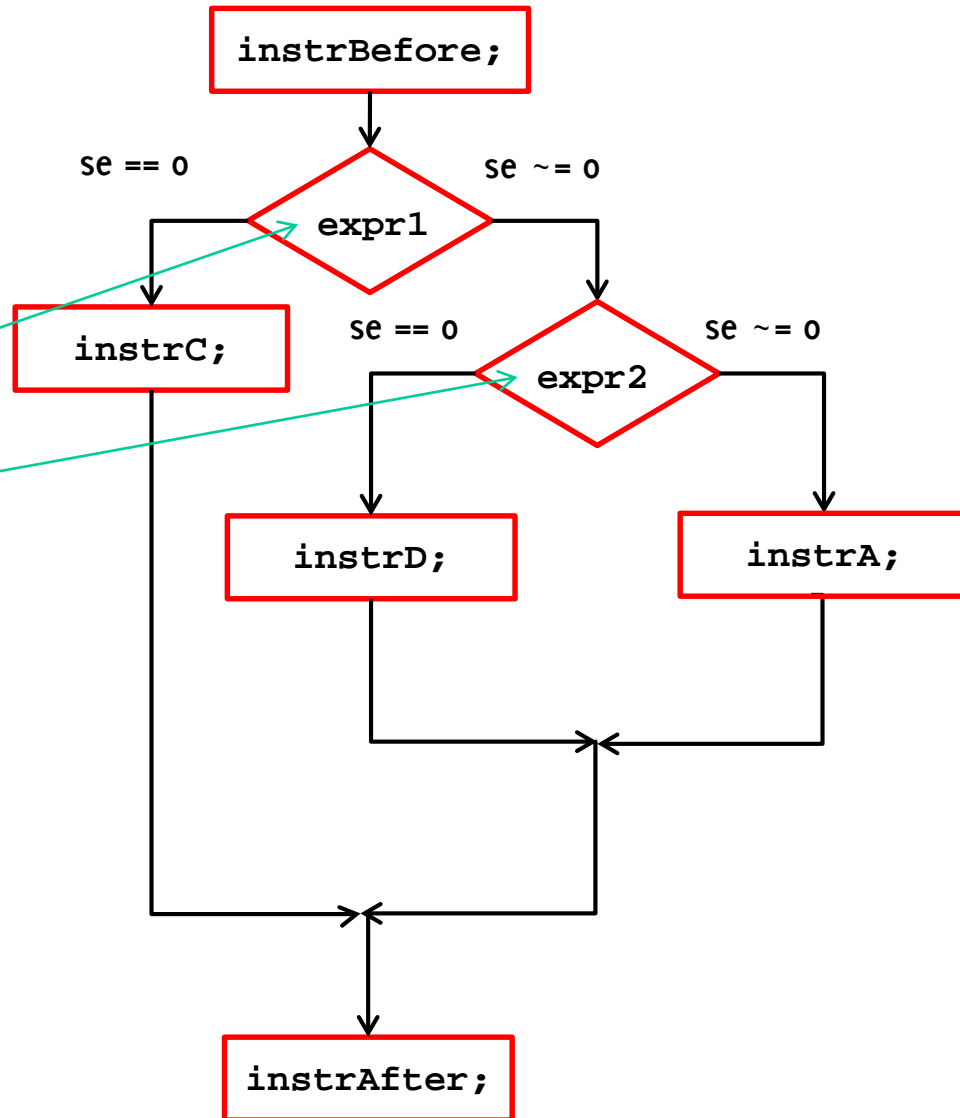 instrBefore;
se == 0
se ~= 0
expr1
instrC;
se == 0
se ~= 0
expr2
instrD;
instrA;
instrAfter;